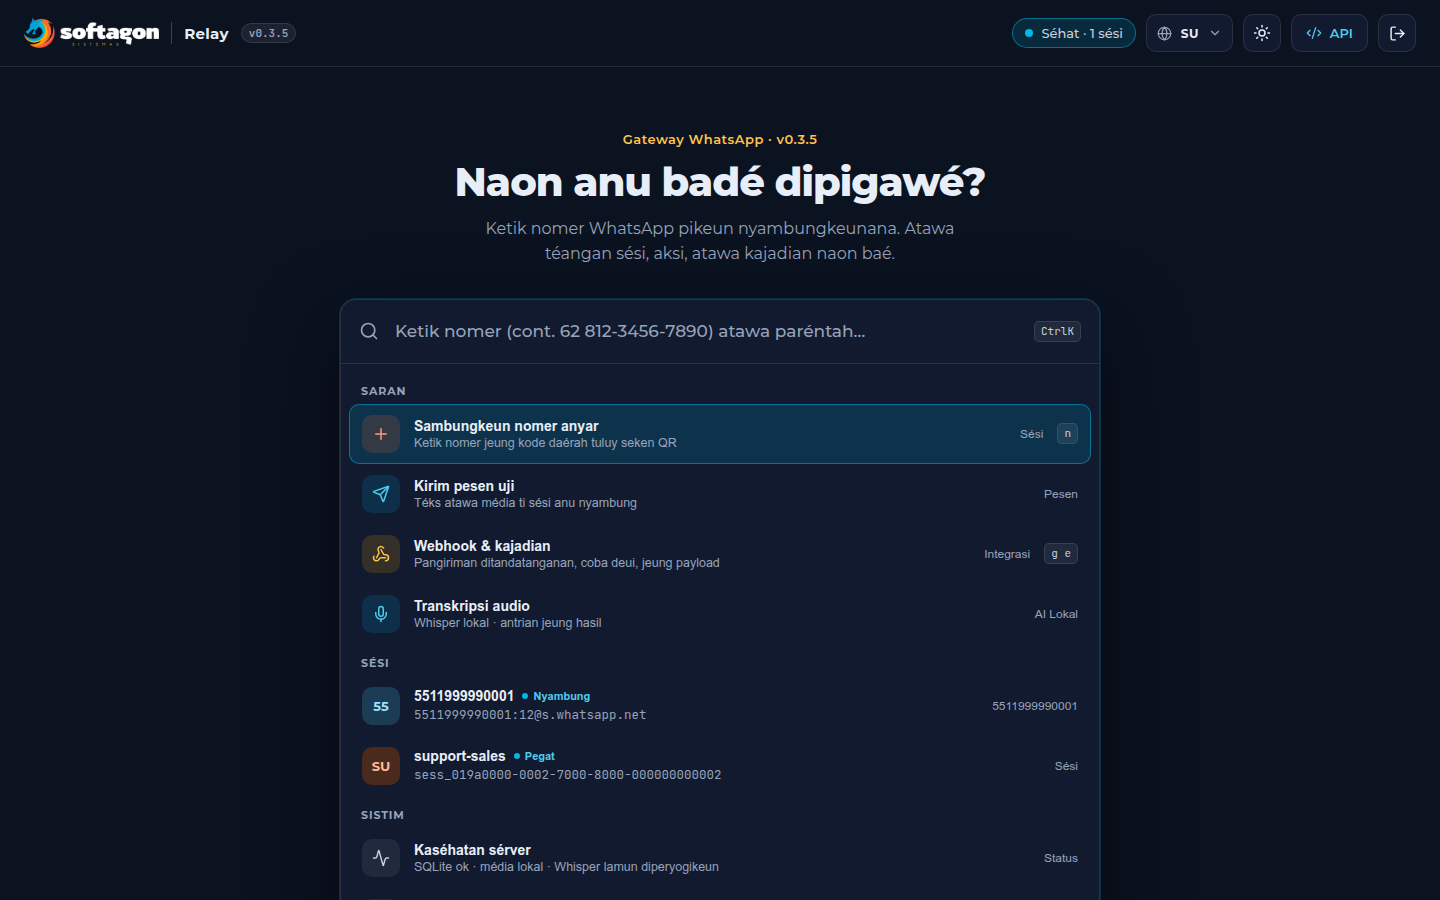 softagon
SISTEMAS
Relay
v0.3.5
Séhat · 1 sési
SU
API
Gateway WhatsApp · v0.3.5
Naon anu badé dipigawé?
Ketik nomer WhatsApp pikeun nyambungkeunana. Atawa
téangan sési, aksi, atawa kajadian naon baé.
Ketik nomer (cont. 62 812-3456-7890) atawa paréntah...
CtrlK
SARAN
Sambungkeun nomer anyar
Ketik nomer jeung kode daérah tuluy seken QR
Sési
n
Kirim pesen uji
Téks atawa média ti sési anu nyambung
Pesen
Webhook & kajadian
Pangiriman ditandatanganan, coba deui, jeung payload
Integrasi
g e
Transkripsi audio
Whisper lokal · antrian jeung hasil
AI Lokal
SÉSI
55
5511999990001
Nyambung
5511999990001:12@s.whatsapp.net
5511999990001
SU
support-sales
Pegat
sess_019a0000-0002-7000-8000-000000000002
Sési
SISTIM
Kaséhatan sérver
SQLite ok · média lokal · Whisper lamun diperyogikeun
Status